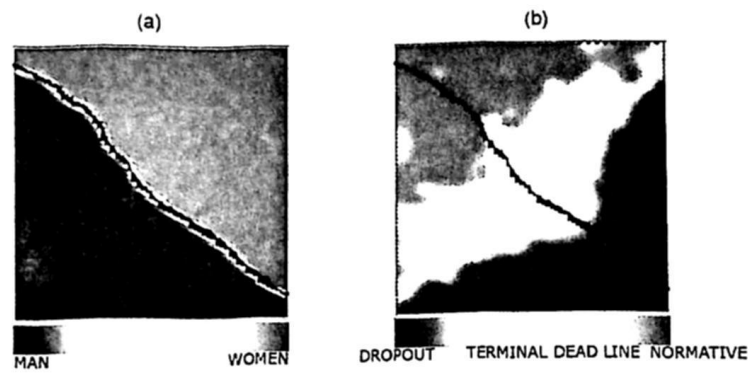 (a)
(b)
MAN WOMEN
DROPOUT TERMINAL DEAD LINE NORMATIVE